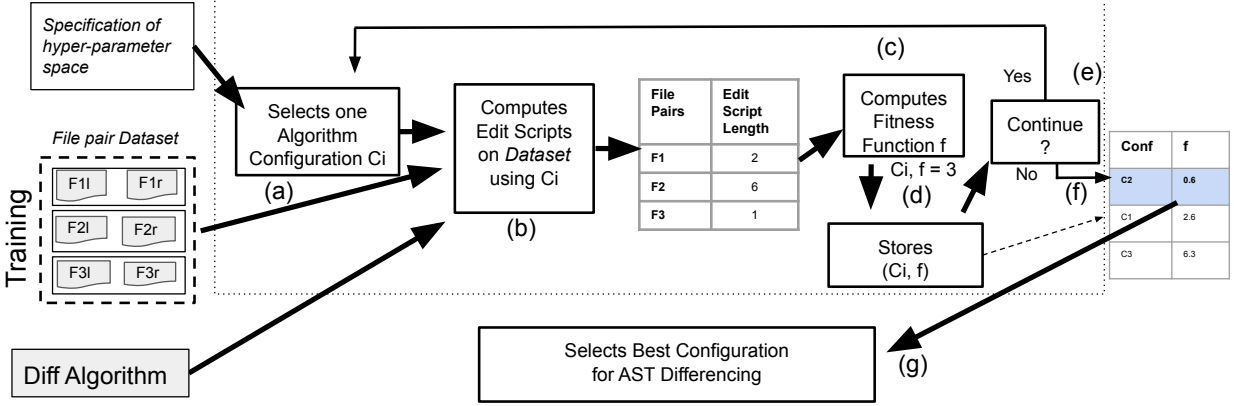 Specification of
hyper-parameter
space
File pair Dataset
Training
F1l
F1r
F2l
F2r
F3l
F3r
Diff Algorithm
Selects one
Algorithm
Configuration Ci
(a)
Computes
Edit Scripts
on Dataset
using Ci
(b)
File Pairs
Edit Script Length
F1 2
F2 6
F3 1
(c)
Computes
Fitness
Function f
Ci, f = 3
(d)
Stores
(Ci, f)
Yes
(e)
Continue
?
No
(f)
Conf f
C2 0.6
C1 2.6
C3 6.3
(g)
Selects Best Configuration
for AST Differencing